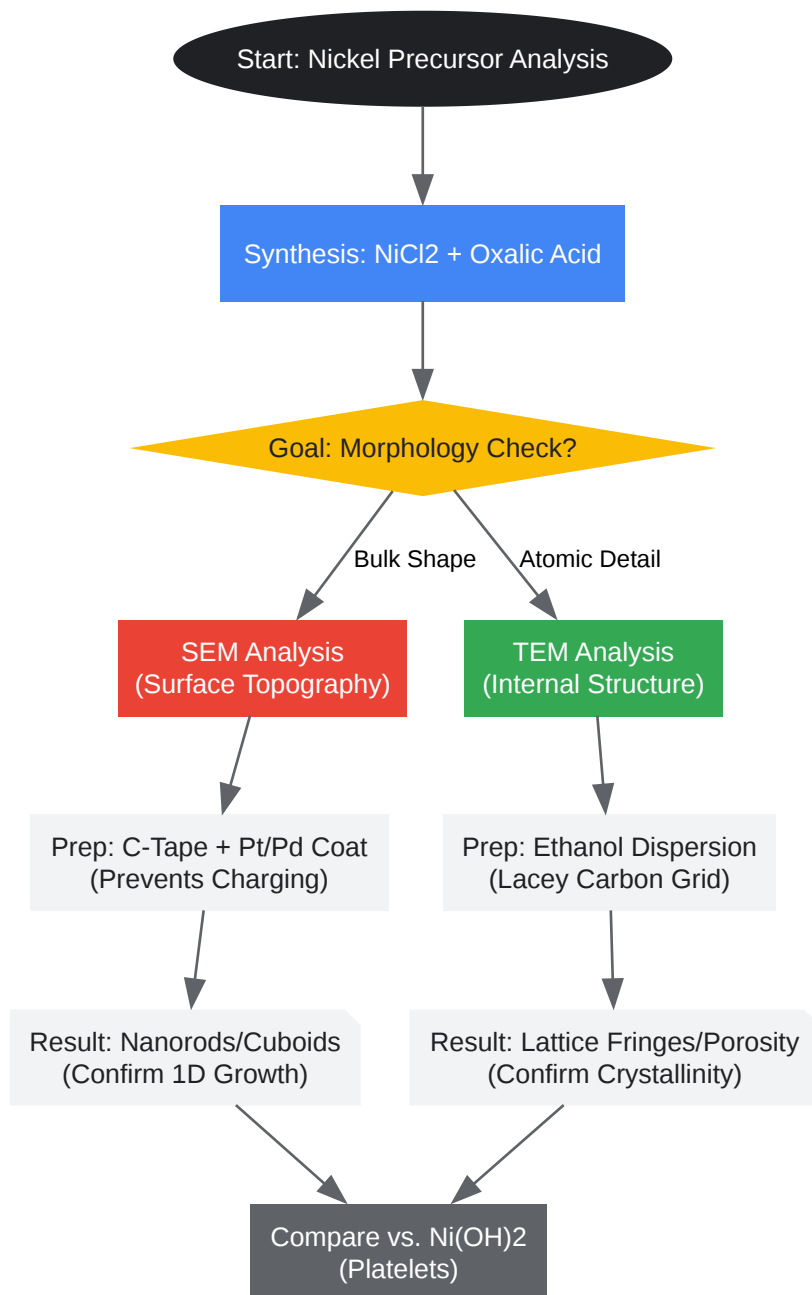 Start: Nickel Precursor Analysis
Synthesis: NiCl2 + Oxalic Acid
Goal: Morphology Check?
Bulk Shape
Atomic Detail
SEM Analysis
(Surface Topography)
TEM Analysis
(Internal Structure)
Prep: C-Tape + Pt/Pd Coat
(Prevents Charging)
Prep: Ethanol Dispersion
(Lacey Carbon Grid)
Result: Nanorods/Cuboids
(Confirm 1D Growth)
Result: Lattice Fringes/Porosity
(Confirm Crystallinity)
Compare vs. Ni(OH)2
(Platelets)